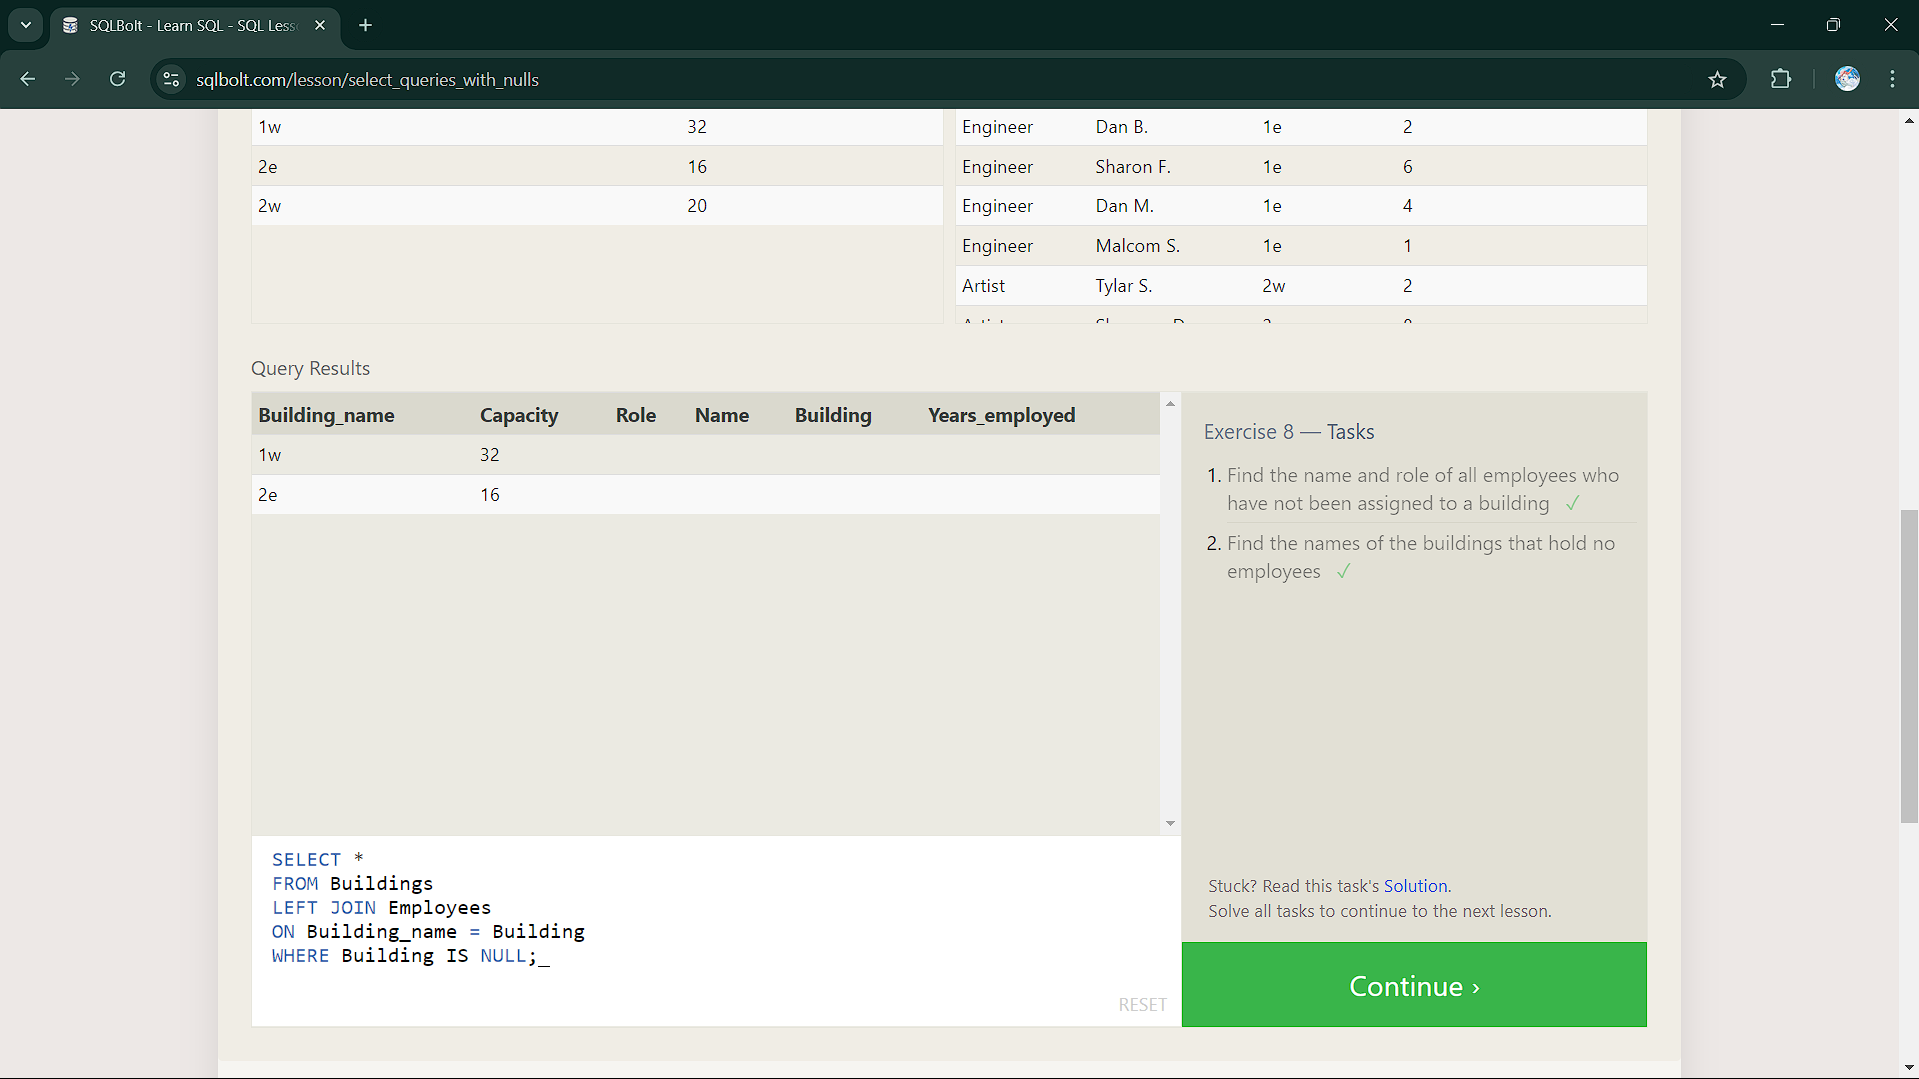 SQLBolt - Learn SQL - SQL Less
sqlbolt.com/lesson/select_queries_with_nulls
1w 32
2e 16
2w 20
Engineer Dan B. 1e 2
Engineer Sharon F. 1e 6
Engineer Dan M. 1e 4
Engineer Malcom S. 1e 1
Artist Tylar S. 2w 2
Query Results
Building_name Capacity Role Name Building Years_employed
1w 32
2e 16
Exercise 8 — Tasks
1. Find the name and role of all employees who
have not been assigned to a building ✓
2. Find the names of the buildings that hold no
employees ✓
SELECT *
FROM Buildings
LEFT JOIN Employees
ON Building_name = Building
WHERE Building IS NULL;_
RESET
Stuck? Read this task's Solution.
Solve all tasks to continue to the next lesson.
Continue ›